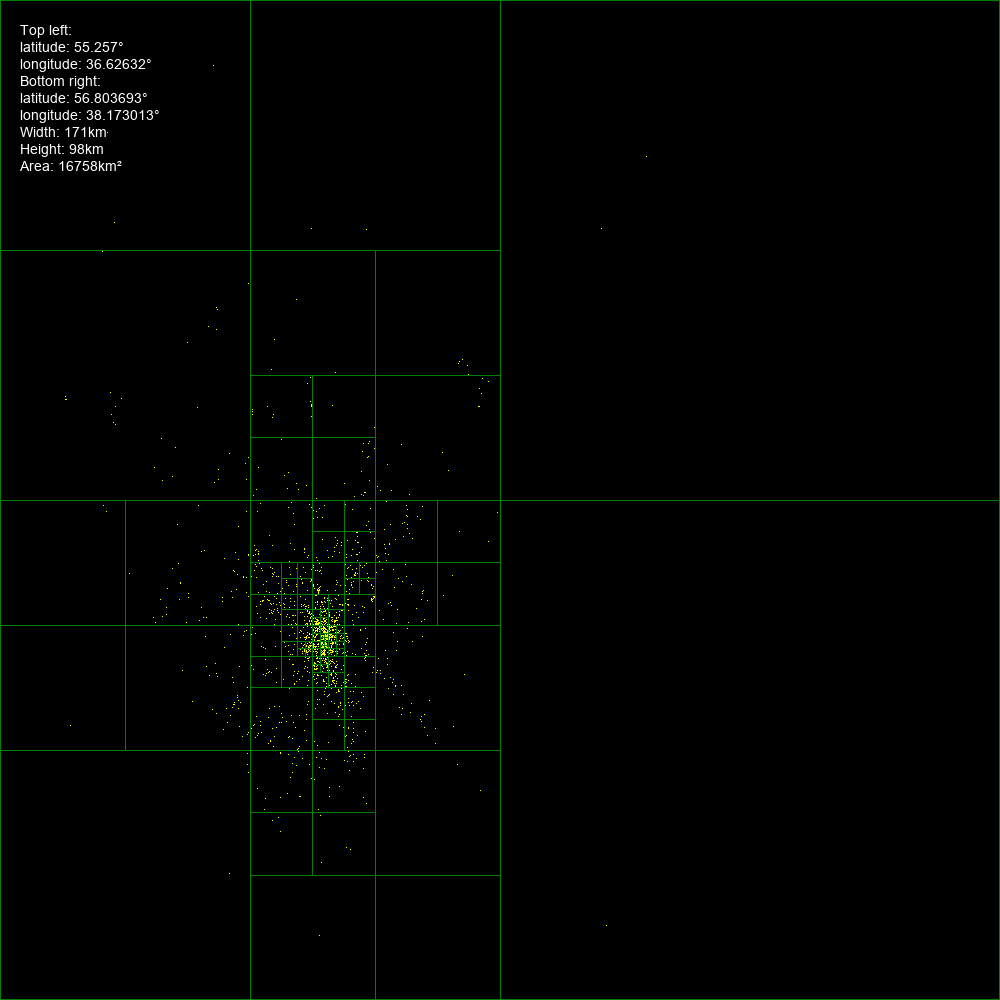 Top left:
latitude: 55.257°
longitude: 36.62632°
Bottom right:
latitude: 56.803693°
longitude: 38.173013°
Width: 171km
Height: 98km
Area: 16758km²